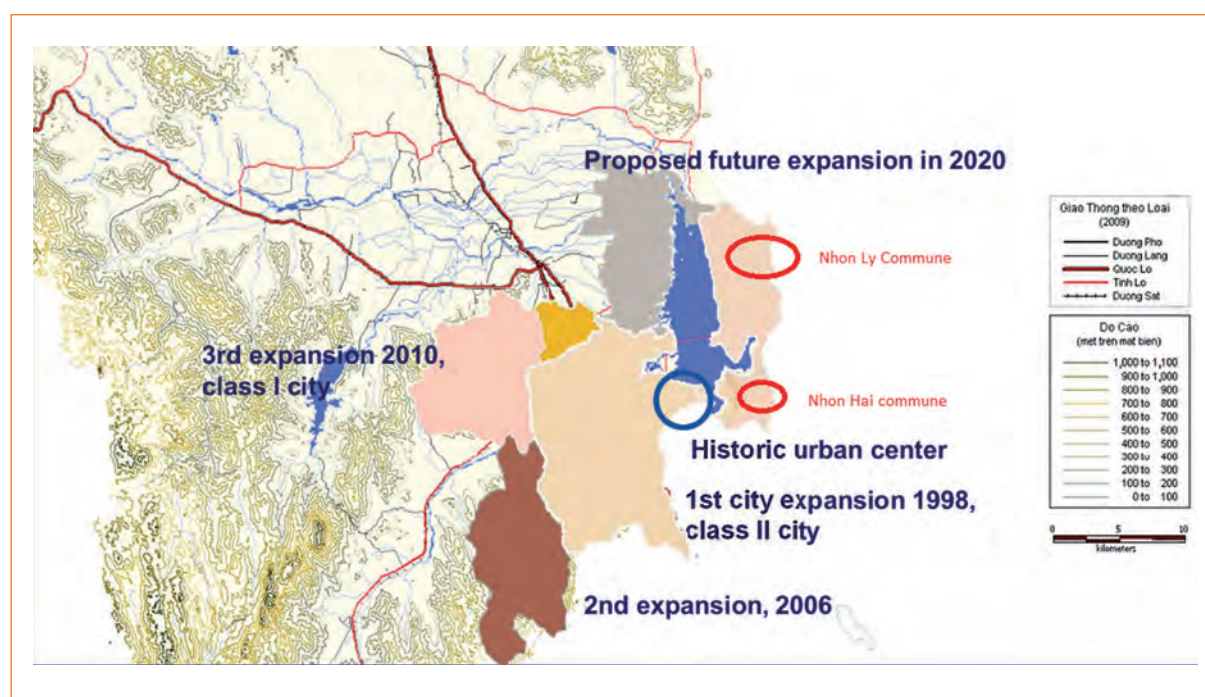 Proposed future expansion in 2020
Nhon Ly Commune
3rd expansion 2010,
class I city
Nhon Hai commune
Historic urban center
1st city expansion 1998,
class II city
2nd expansion, 2006
Giao Thong theo Loai
(2009)
Duong Pho
Duong Lang
Quoc Lo
Tinh Lo
Duong Sat
Do Cao
(met tren mat bien)
1,000 to 1,100
900 to 1,000
800 to 900
700 to 800
600 to 700
500 to 600
400 to 500
300 to 400
200 to 300
100 to 200
0 to 100
0 5 10
kilometers